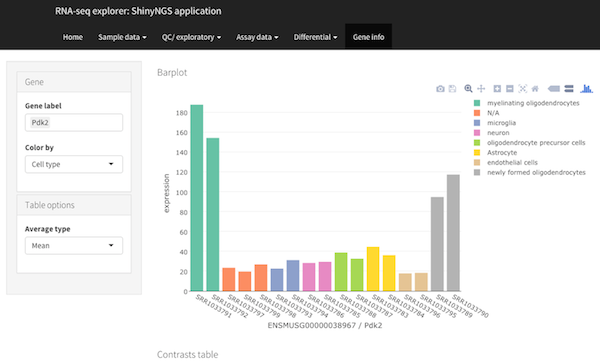 RNA-seq explorer: ShinyNGS application
Home Sample data QC/ exploratory Assay data Differential Gene info
Gene
Gene label
Pdk2
Color by
Cell type
Table options
Average type
Mean
Barplot
expression
180
160
140
120
100
80
60
40
20
0
SRR1033791
SRR1033792
SRR1033797
SRR1033799
SRR1033798
SRR1033793
SRR1033794
SRR1033786
SRR1033785
SRR1033788
SRR1033787
SRR1033783
SRR1033784
SRR1033796
SRR1033795
SRR1033789
SRR1033790
ENSMUSG00000038967 / Pdk2
myelinating oligodendrocytes
N/A
microglia
neuron
oligodendrocyte precursor cells
Astrocyte
endothelial cells
newly formed oligodendrocytes
Contrasts table